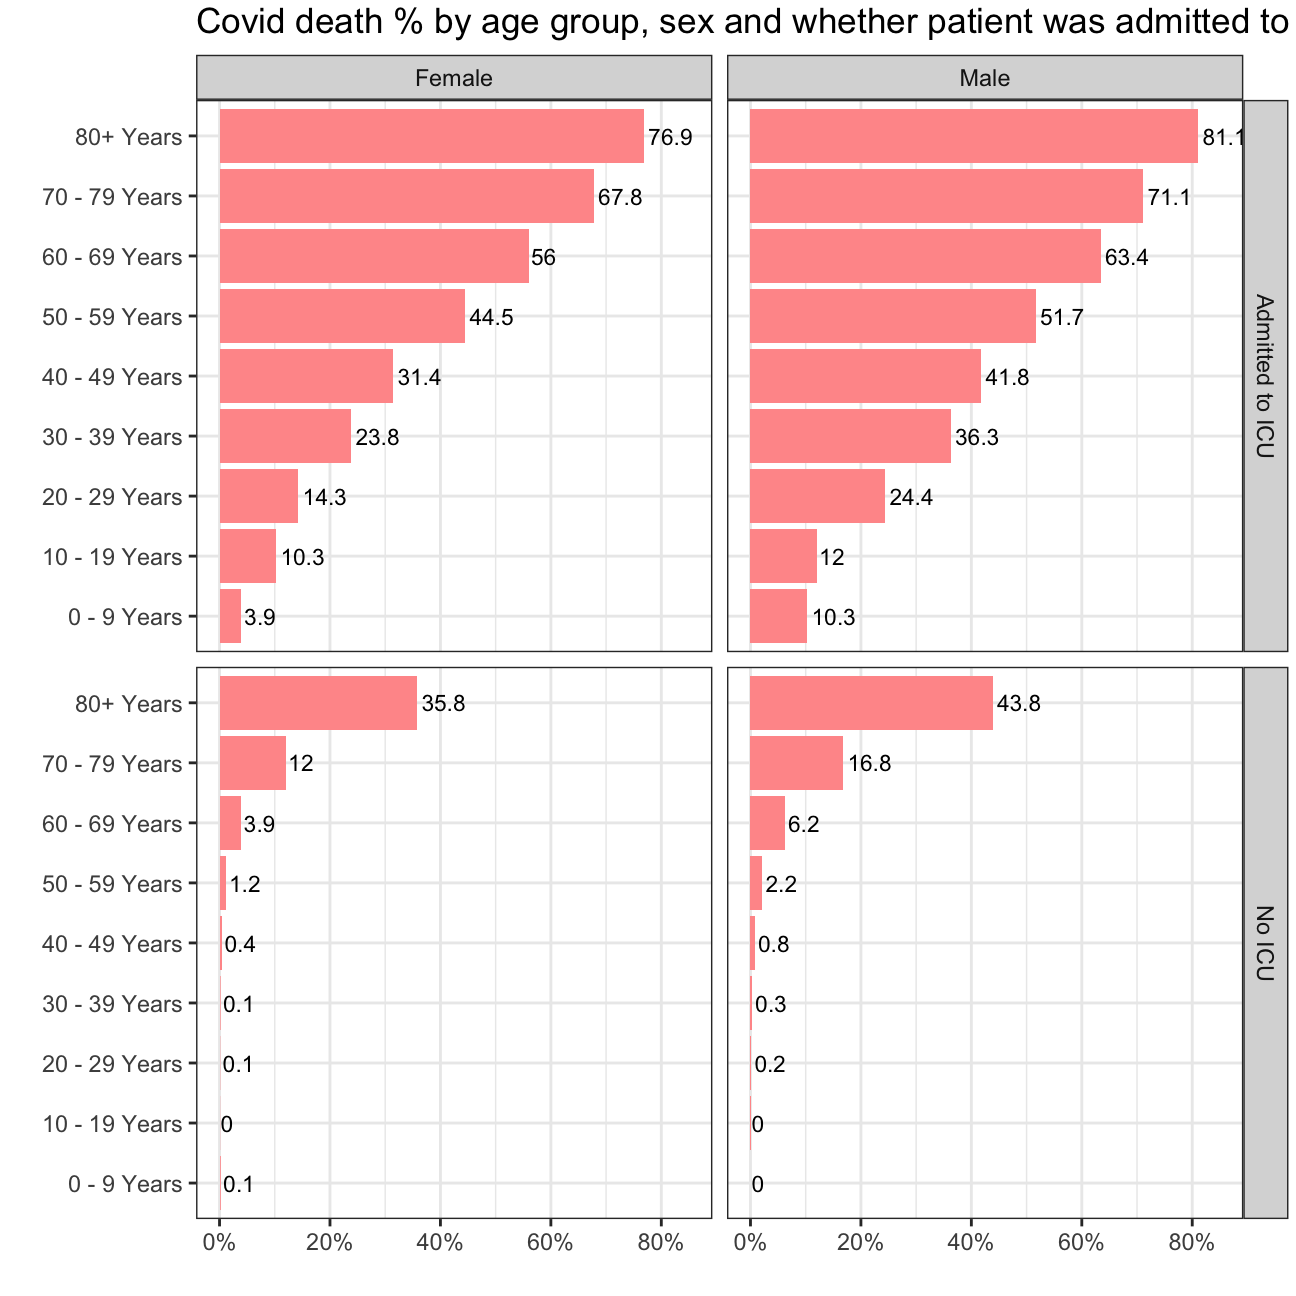 Covid death % by age group, sex and whether patient was admitted to
Female
Male
80+ Years
76.9
81.1
70 - 79 Years
67.8
71.1
60 - 69 Years
56
63.4
50 - 59 Years
44.5
51.7
40 - 49 Years
31.4
41.8
30 - 39 Years
23.8
36.3
20 - 29 Years
14.3
24.4
10 - 19 Years
10.3
12
0 - 9 Years
3.9
10.3
Admitted to ICU
80+ Years
35.8
43.8
70 - 79 Years
12
16.8
60 - 69 Years
3.9
6.2
50 - 59 Years
1.2
2.2
40 - 49 Years
0.4
0.8
30 - 39 Years
0.1
0.3
20 - 29 Years
0.1
0.2
10 - 19 Years
0
0
0 - 9 Years
0.1
0
No ICU
0% 20% 40% 60% 80%
0% 20% 40% 60% 80%